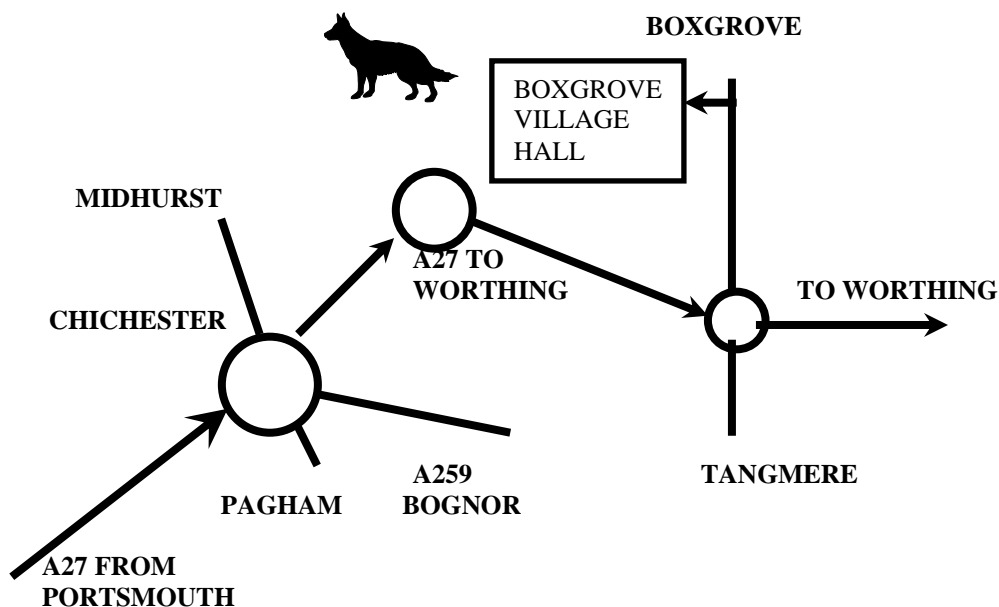 BOXGROVE
BOXGROVE
VILLAGE
HALL
MIDHURST
A27 TO
WORTHING
TO WORTHING
CHICHESTER
A259
BOGNOR
TANGMERE
PAGHAM
A27 FROM
PORTSMOUTH